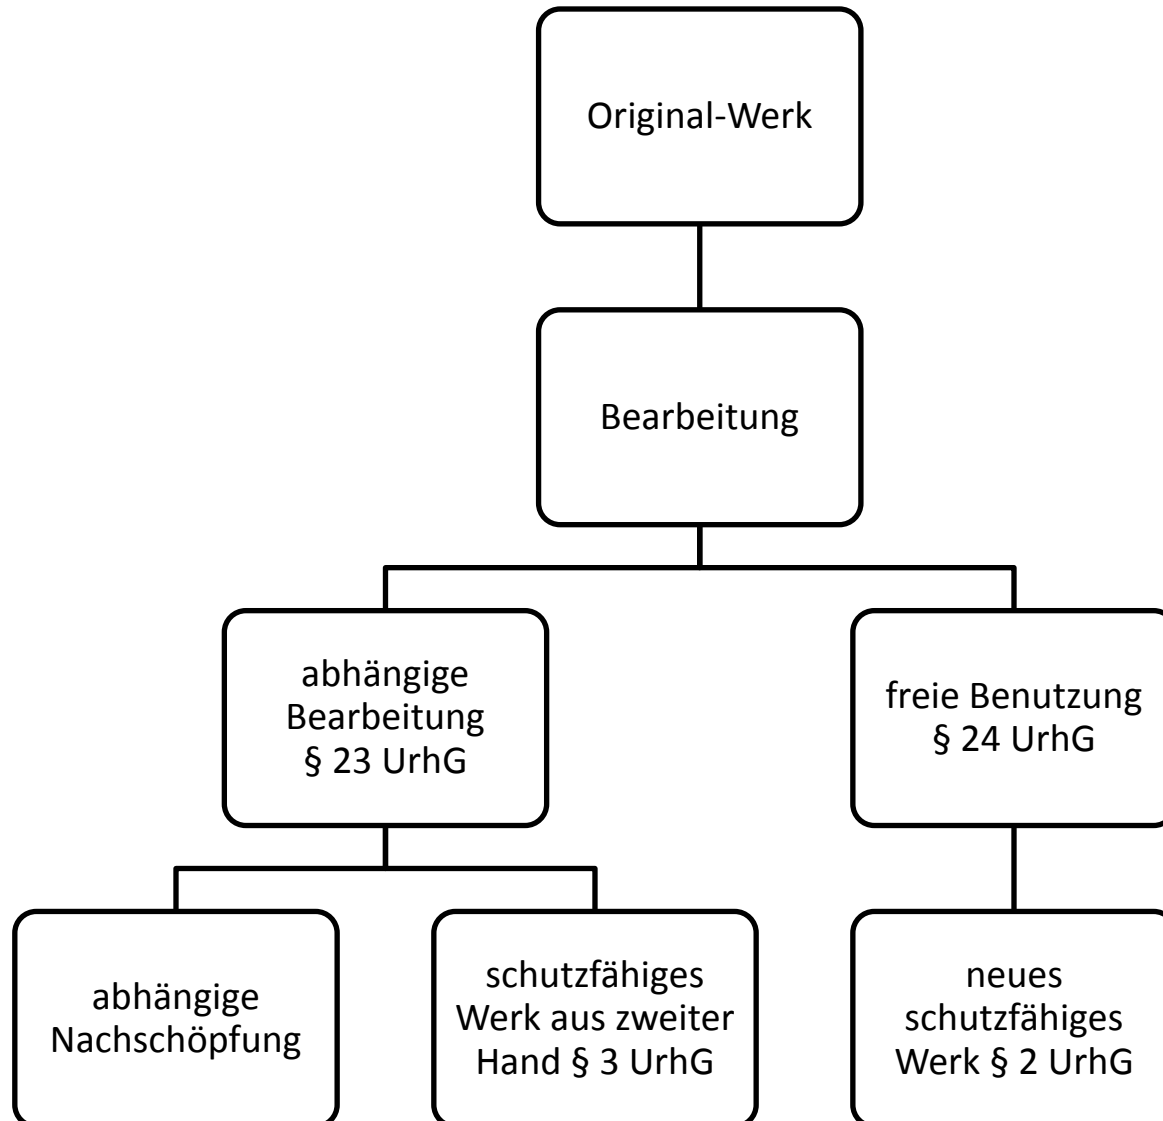 Original-Werk
Bearbeitung
abhängige
Bearbeitung
§ 23 UrhG
freie Benutzung
§ 24 UrhG
abhängige
Nachschöpfung
schutzfähiges
Werk aus zweiter
Hand § 3 UrhG
neues
schutzfähiges
Werk § 2 UrhG